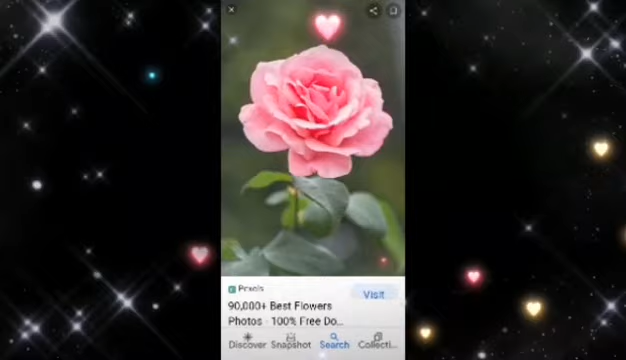 Pexels
Visit
90,000+ Best Flowers
Photos · 100% Free Do...
Discover Snapshot Search Collecti...